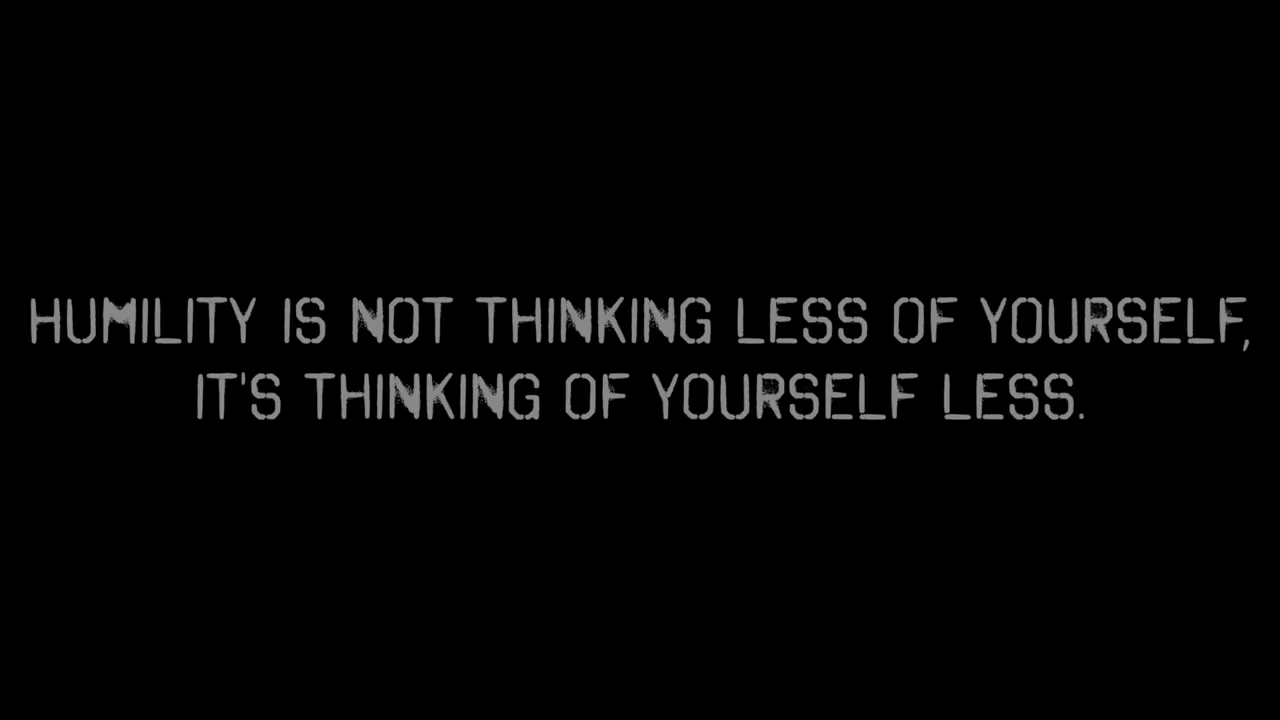 HUMILITY IS NOT THINKING LESS OF YOURSELF,
IT'S THINKING OF YOURSELF LESS.